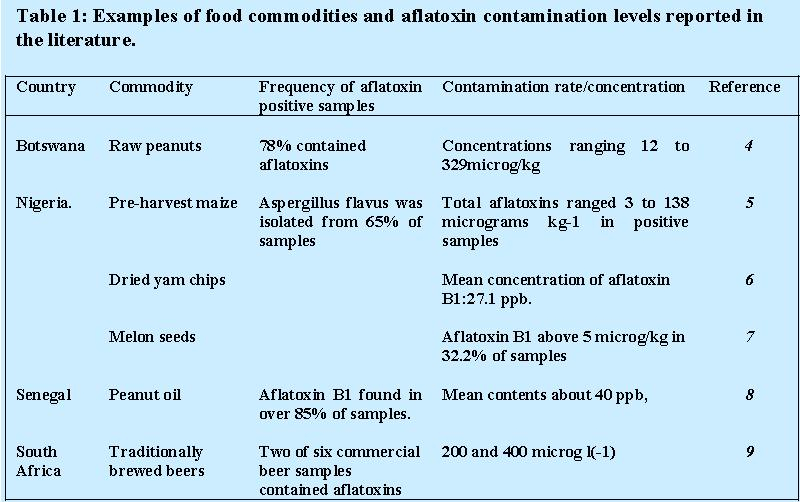 Table 1: Examples of food commodities and aflatoxin contamination levels reported in
the literature.
Country Commodity Frequency of aflatoxin positive samples Contamination rate/concentration Reference
Botswana Raw peanuts 78% contained aflatoxins Concentrations ranging 12 to 329microg/kg 4
Nigeria. Pre-harvest maize Aspergillus flavus was isolated from 65% of samples Total aflatoxins ranged 3 to 138 micrograms kg-1 in positive samples 5
Dried yam chips Mean concentration of aflatoxin B1:27.1 ppb. 6
Melon seeds Aflatoxin B1 above 5 microg/kg in 32.2% of samples 7
Senegal Peanut oil Aflatoxin B1 found in over 85% of samples. Mean contents about 40 ppb, 8
South Africa Traditionally brewed beers Two of six commercial beer samples contained aflatoxins 200 and 400 microg l(-1) 9